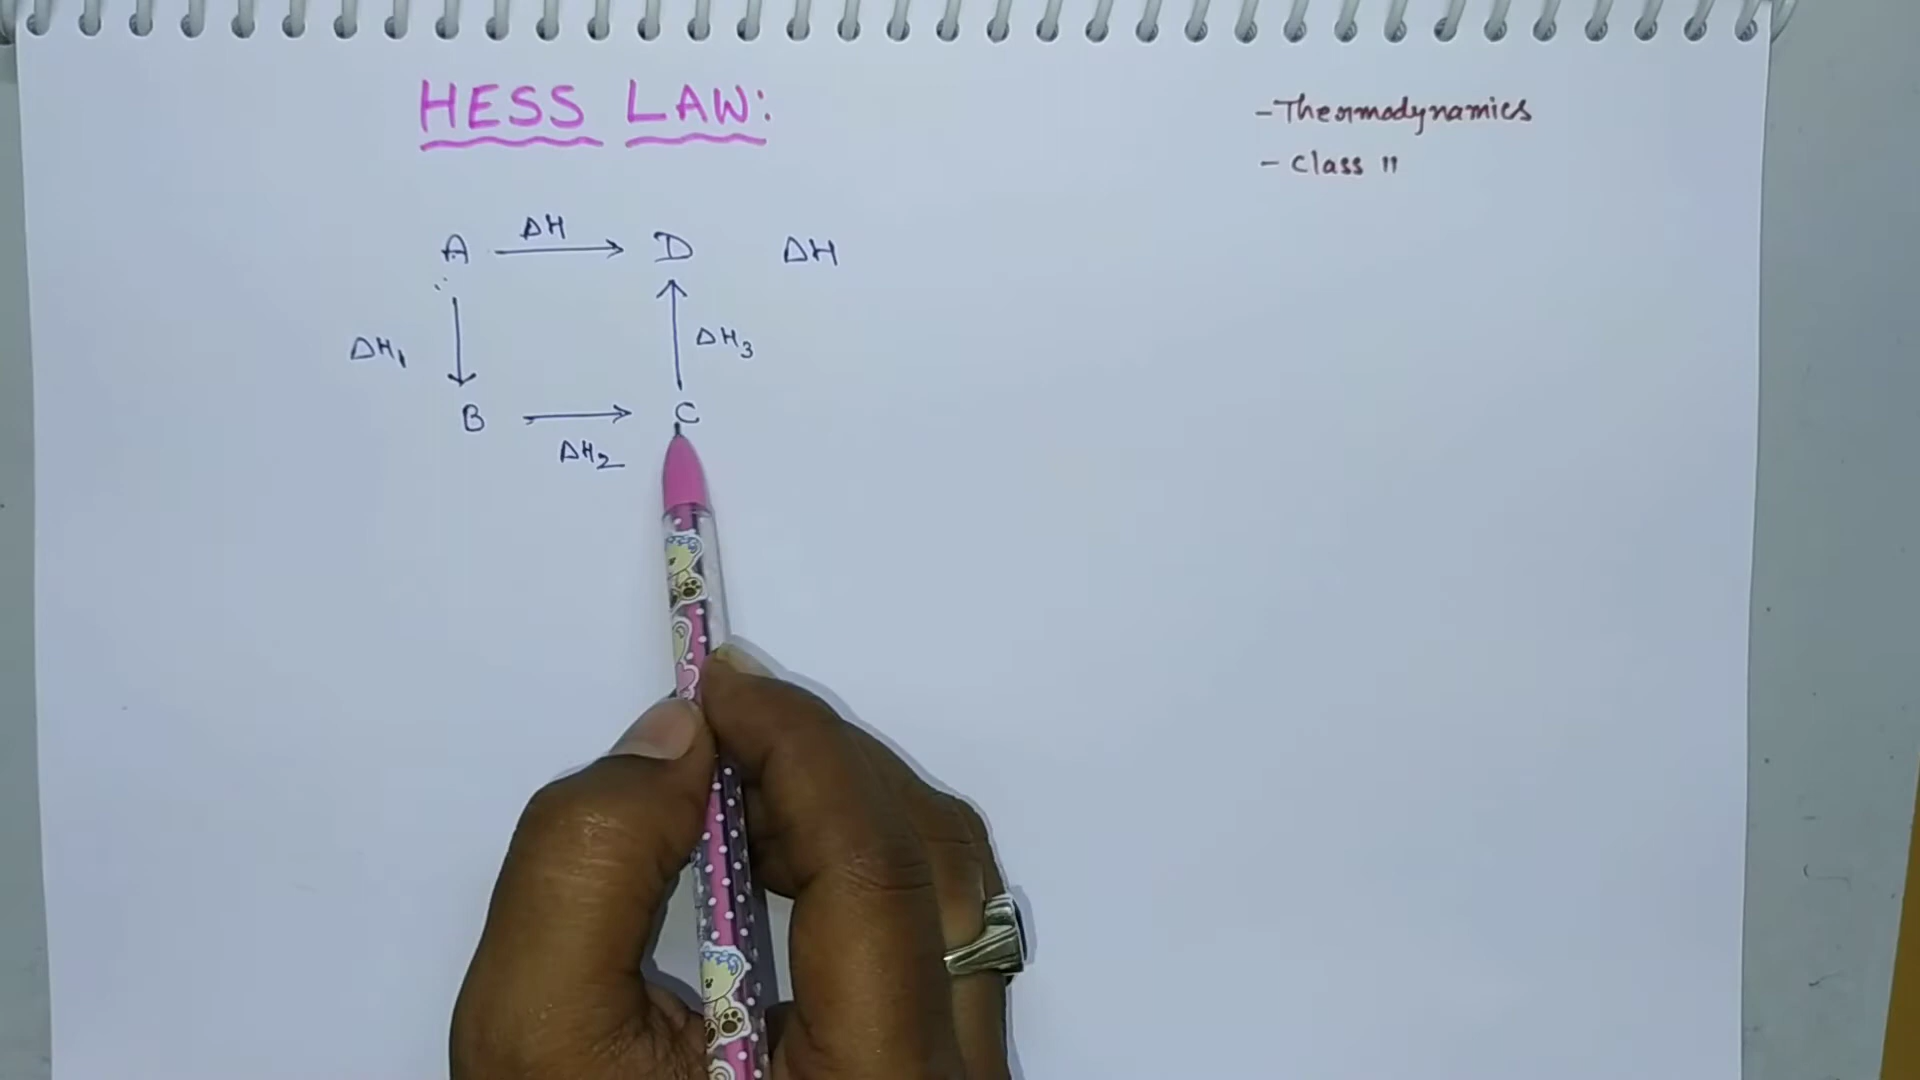 HESS LAW:
- Thermodynamics
- Class 11
A ΔH → D ΔH
ΔH₁ ↓ ↑ ΔH₃
B → C
ΔH₂